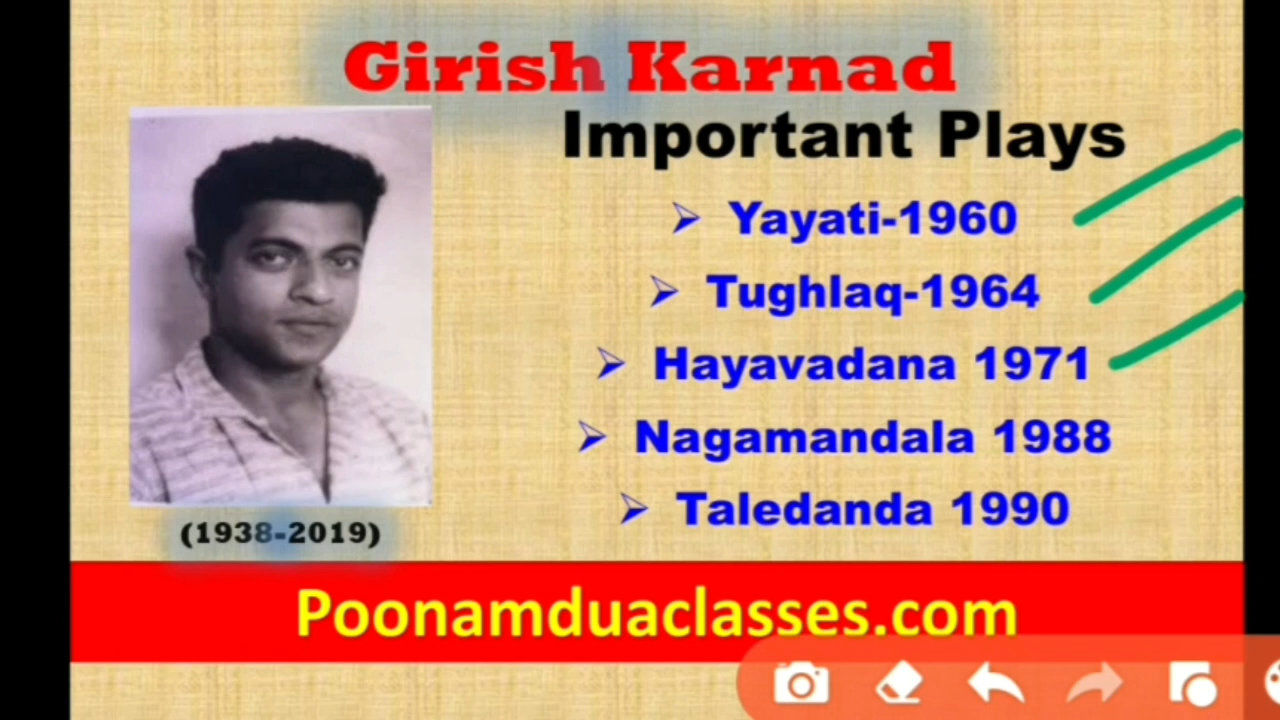 Girish Karnad
Important Plays
Yayati-1960
Tughlaq-1964
Hayavadana 1971
Nagamandala 1988
Taledanda 1990
(1938-2019)
Poonamduaclasses.com